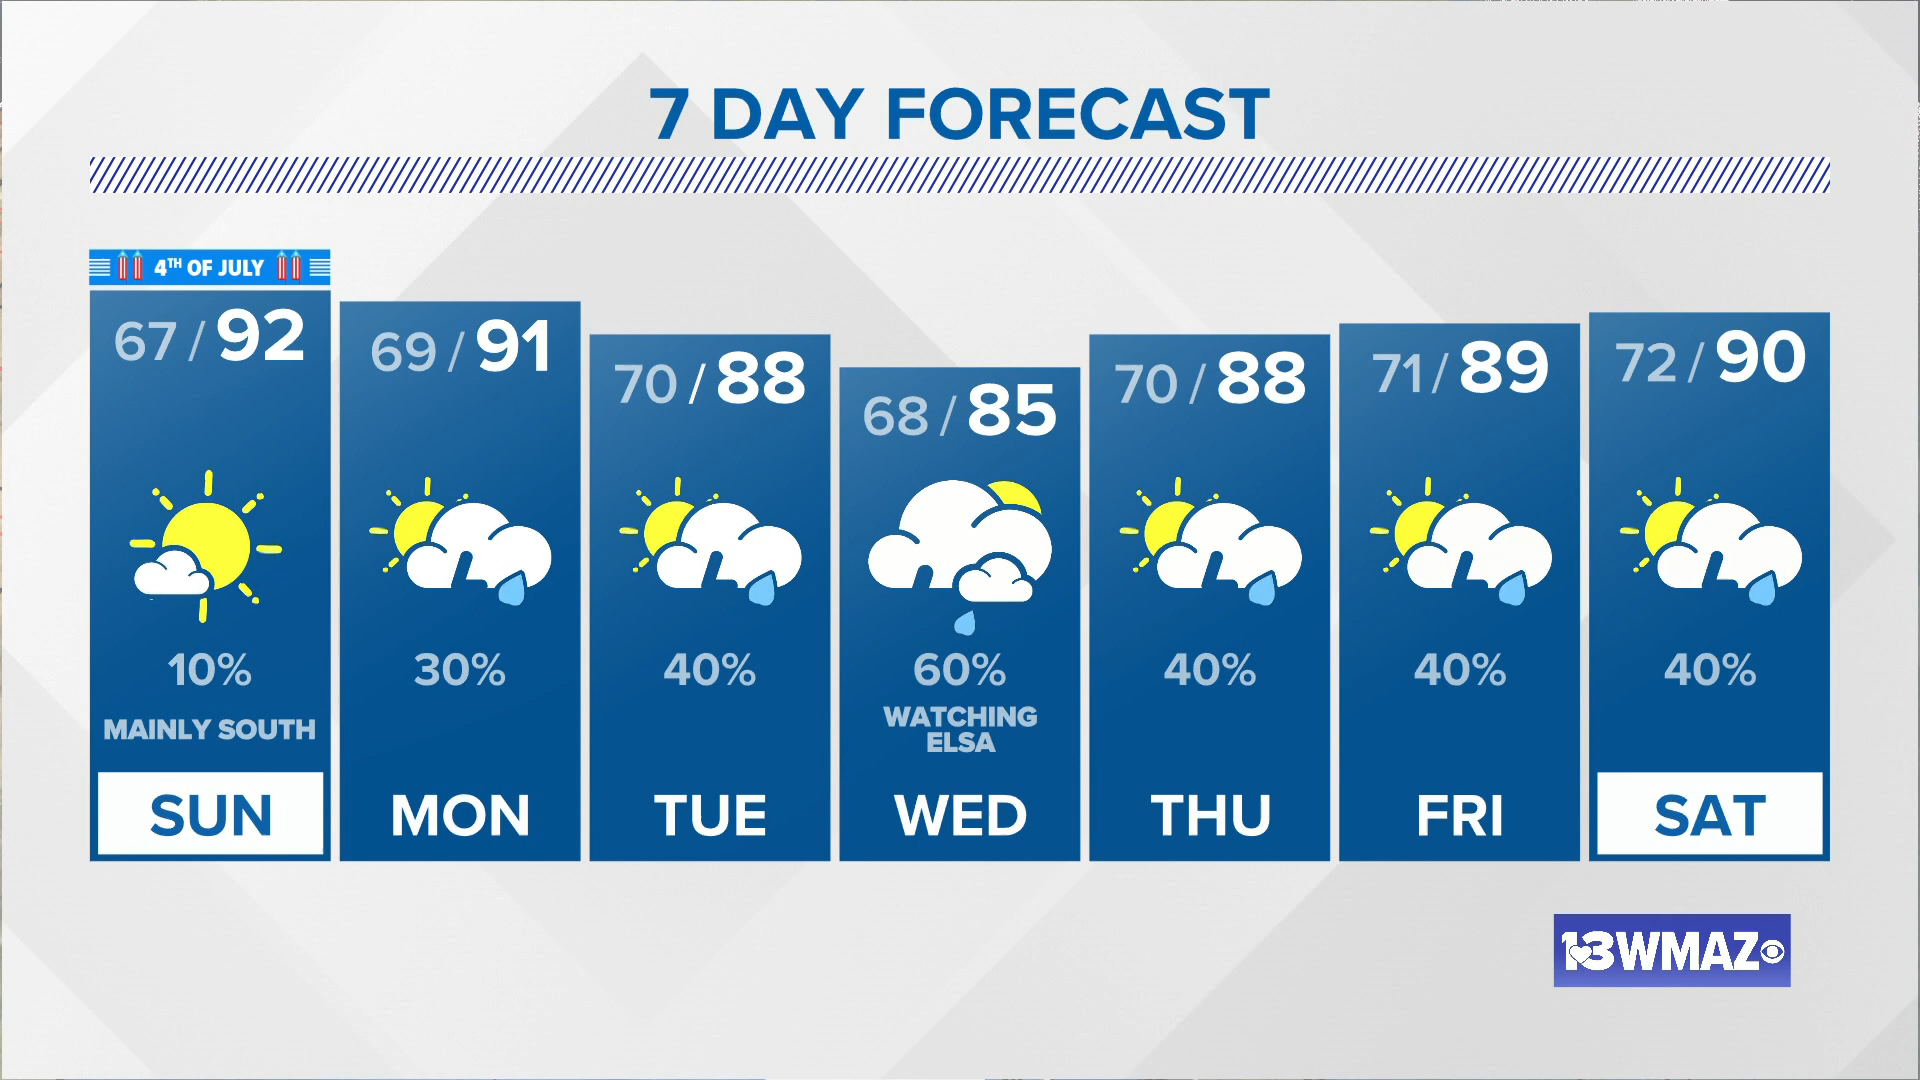 7 DAY FORECAST
4TH OF JULY
67 / 92
10%
MAINLY SOUTH
SUN
69 / 91
30%
MON
70 / 88
40%
TUE
68 / 85
60%
WATCHING
ELSA
WED
70 / 88
40%
THU
71 / 89
40%
FRI
72 / 90
40%
SAT
13WMAZ